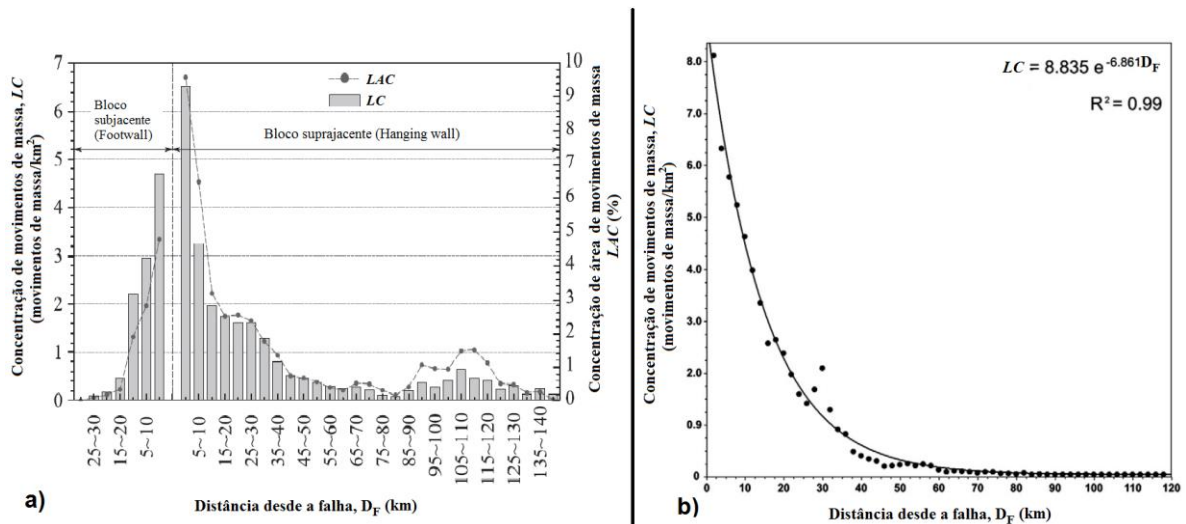 Concentração de movimentos de massa, LC
(movimentos de massa/km²)
7
6
5
4
3
2
1
0
Bloco
subjacente
(Footwall)
LAC
LC
Bloco suprajacente (Hanging wall)
10
9
8
7
6
5
4
3
2
1
0
Concentração de área de movimentos de massa
LAC (%)
25~30
15~20
5~10
5~10
15~20
25~30
35~40
45~50
55~60
65~70
75~80
85~90
95~100
105~110
115~120
125~130
135~140
Distância desde a falha, D_F (km)
a)
Concentração de movimentos de massa, LC
(movimentos de massa/km²)
8.0
7.0
6.0
5.0
4.0
3.0
2.0
0.9
0
LC = 8.835 e^-6.861D_F
R² = 0.99
0 10 20 30 40 50 60 70 80 90 100 110 120
Distância desde a falha, D_F (km)
b)